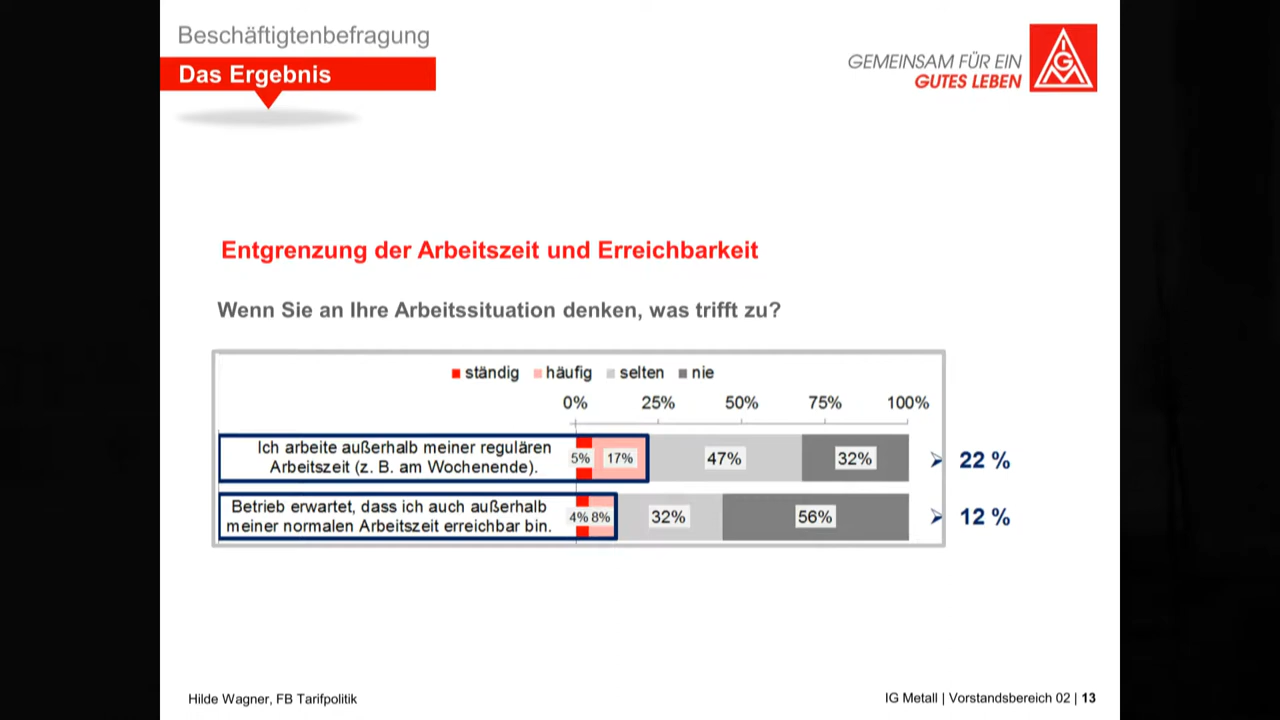 Beschäftigtenbefragung
Das Ergebnis
GEMEINSAM FÜR EIN
GUTES LEBEN
IGM
Entgrenzung der Arbeitszeit und Erreichbarkeit
Wenn Sie an Ihre Arbeitssituation denken, was trifft zu?
ständig häufig selten nie
0% 25% 50% 75% 100%
Ich arbeite außerhalb meiner regulären
Arbeitszeit (z. B. am Wochenende).
5% 17% 47% 32%
22 %
Betrieb erwartet, dass ich auch außerhalb
meiner normalen Arbeitszeit erreichbar bin.
4% 8% 32% 56%
12 %
Hilde Wagner, FB Tarifpolitik
IG Metall | Vorstandsbereich 02 | 13